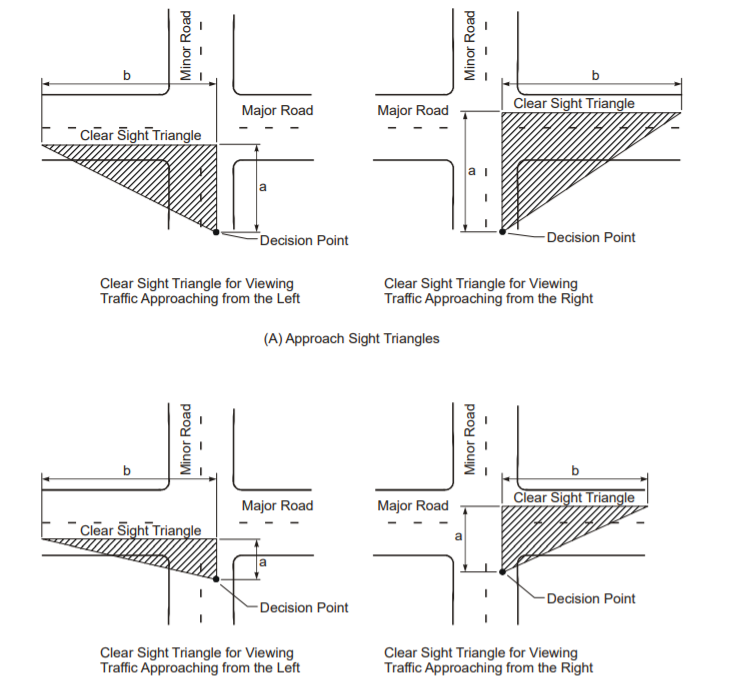 Minor Road
b
Major Road
Clear Sight Triangle
a
Decision Point
Clear Sight Triangle for Viewing
Traffic Approaching from the Left
Minor Road
b
Clear Sight Triangle
Major Road
a
Decision Point
Clear Sight Triangle for Viewing
Traffic Approaching from the Right
(A) Approach Sight Triangles
Minor Road
b
Major Road
Clear Sight Triangle
a
Decision Point
Clear Sight Triangle for Viewing
Traffic Approaching from the Left
Minor Road
b
Clear Sight Triangle
Major Road
a
Decision Point
Clear Sight Triangle for Viewing
Traffic Approaching from the Right